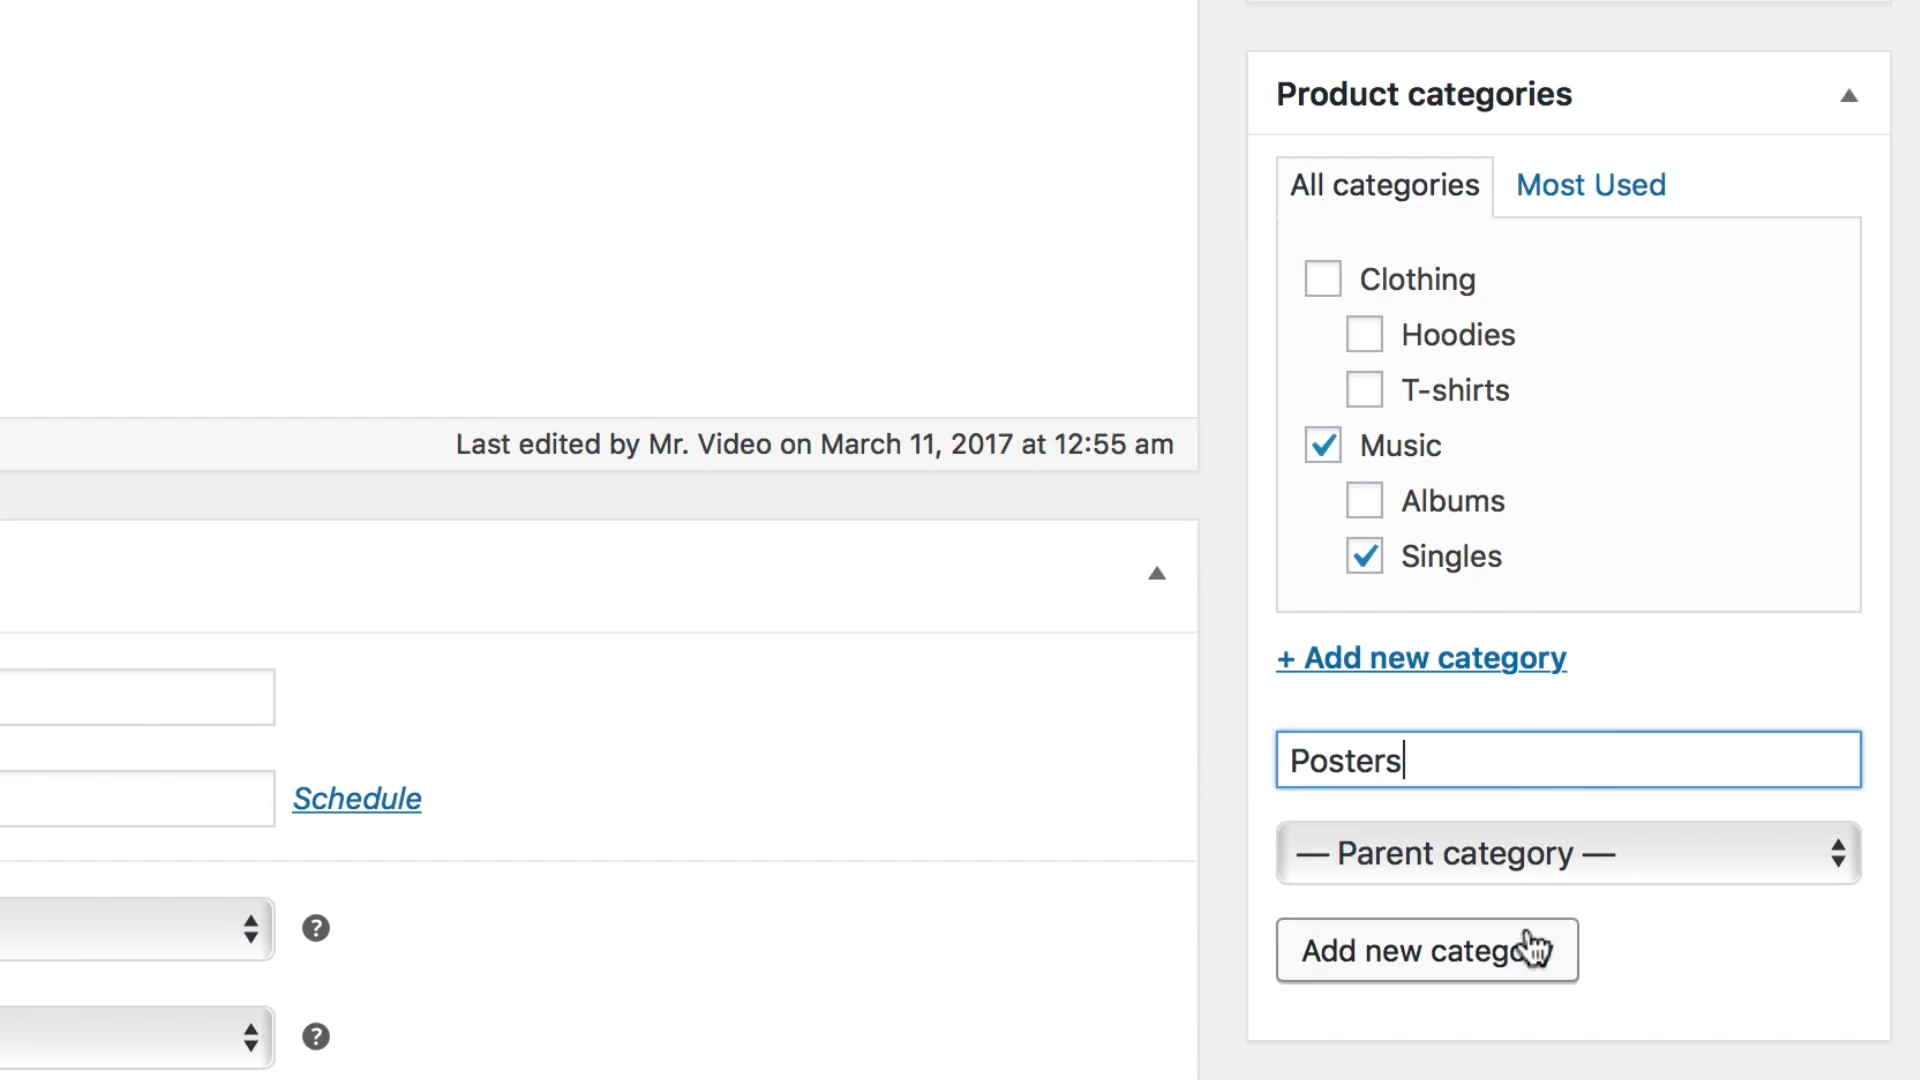 Product categories
All categories
Most Used
Clothing
Hoodies
T-shirts
Music
Albums
Singles
+ Add new category
Posters
— Parent category —
Add new
Last edited by Mr. Video on March 11, 2017 at 12:55 am
Schedule
?
?